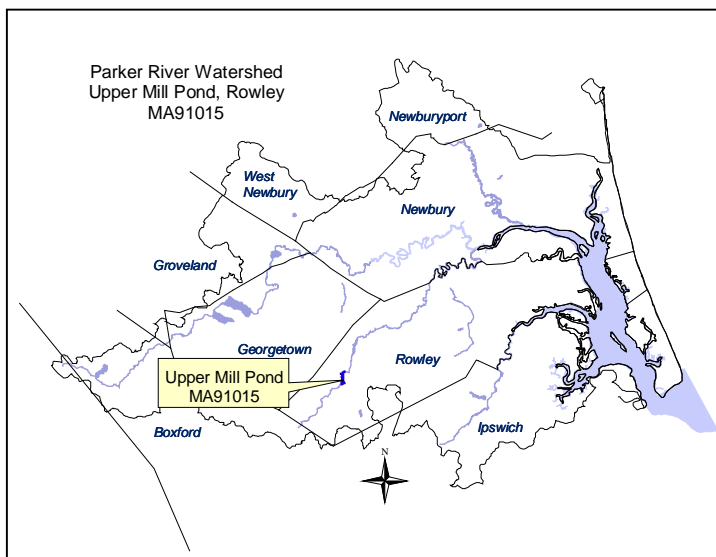 Parker River Watershed
Upper Mill Pond, Rowley
MA91015
Newburyport
West
Newbury
Newbury
Groveland
Georgetown
Rowley
Upper Mill Pond
MA91015
Boxford
Ipswich
N